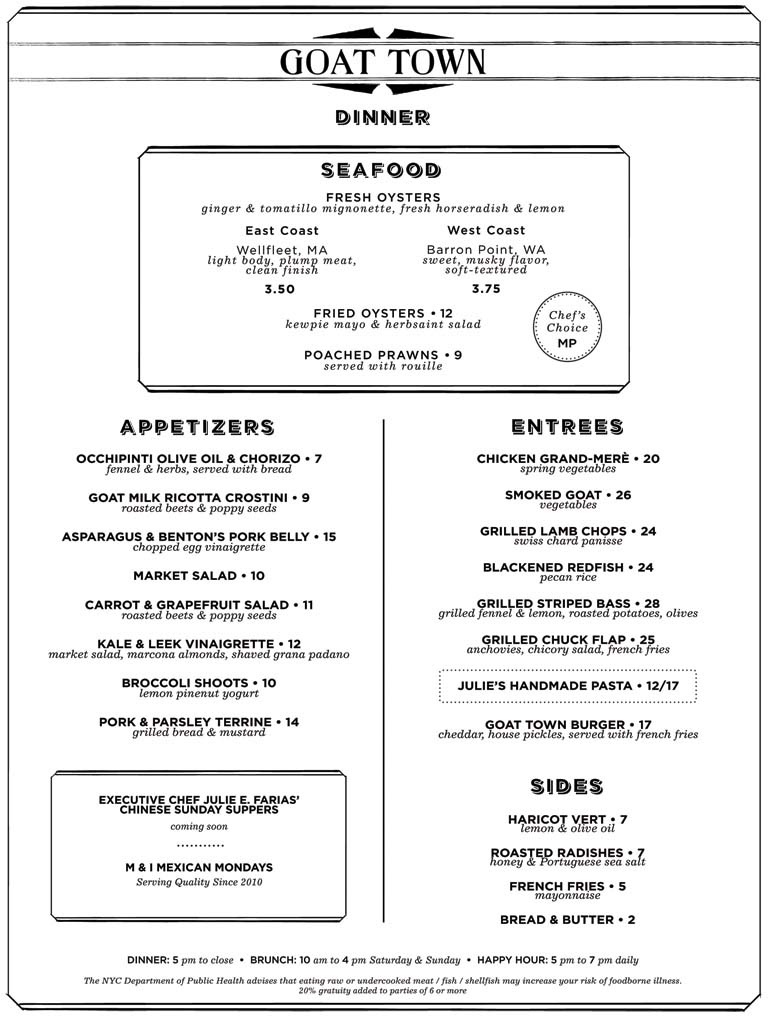 GOAT TOWN
DINNER
SEAFOOD
FRESH OYSTERS
ginger & tomatillo mignonette, fresh horseradish & lemon
East Coast
Wellfleet, MA
light body, plump meat,
clean finish
3.50
West Coast
Barron Point, WA
sweet, musky flavor,
soft-textured
3.75
FRIED OYSTERS • 12
kewpie mayo & herbsaint salad
POACHED PRAWNS • 9
served with rouille
Chef's
Choice
MP
APPETIZERS
OCCHIPINTI OLIVE OIL & CHORIZO • 7
fennel & herbs, served with bread
GOAT MILK RICOTTA CROSTINI • 9
roasted beets & poppy seeds
ASPARAGUS & BENTON'S PORK BELLY • 15
chopped egg vinaigrette
MARKET SALAD • 10
CARROT & GRAPEFRUIT SALAD • 11
roasted beets & poppy seeds
KALE & LEEK VINAIGRETTE • 12
market salad, marcona almonds, shaved grana padano
BROCCOLI SHOOTS • 10
lemon pinenut yogurt
PORK & PARSLEY TERRINE • 14
grilled bread & mustard
EXECUTIVE CHEF JULIE E. FARIAS'
CHINESE SUNDAY SUPPERS
coming soon
M & I MEXICAN MONDAYS
Serving Quality Since 2010
ENTREES
CHICKEN GRAND-MERÈ • 20
spring vegetables
SMOKED GOAT • 26
vegetables
GRILLED LAMB CHOPS • 24
swiss chard panisse
BLACKENED REDFISH • 24
pecan rice
GRILLED STRIPED BASS • 28
grilled fennel & lemon, roasted potatoes, olives
GRILLED CHUCK FLAP • 25
anchovies, chicory salad, french fries
JULIE'S HANDMADE PASTA • 12/17
GOAT TOWN BURGER • 17
cheddar, house pickles, served with french fries
SIDES
HARICOT VERT • 7
lemon & olive oil
ROASTED RADISHES • 7
honey & Portuguese sea salt
FRENCH FRIES • 5
mayonnaise
BREAD & BUTTER • 2
DINNER: 5 pm to close • BRUNCH: 10 am to 4 pm Saturday & Sunday • HAPPY HOUR: 5 pm to 7 pm daily
The NYC Department of Public Health advises that eating raw or undercooked meat / fish / shellfish may increase your risk of foodborne illness.
20% gratuity added to parties of 6 or more